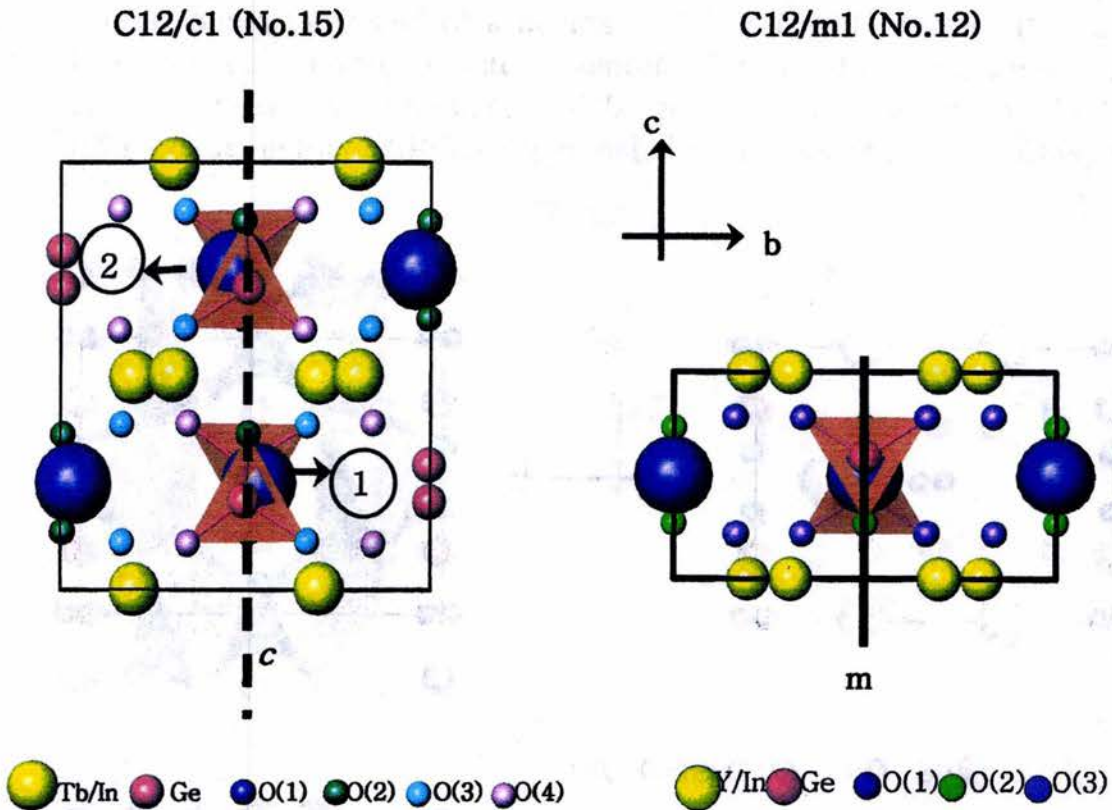 C12/c1 (No.15)
C12/m1 (No.12)
c
b
2
1
c
m
Tb/In Ge O(1) O(2) O(3) O(4)
Y/In Ge O(1) O(2) O(3)